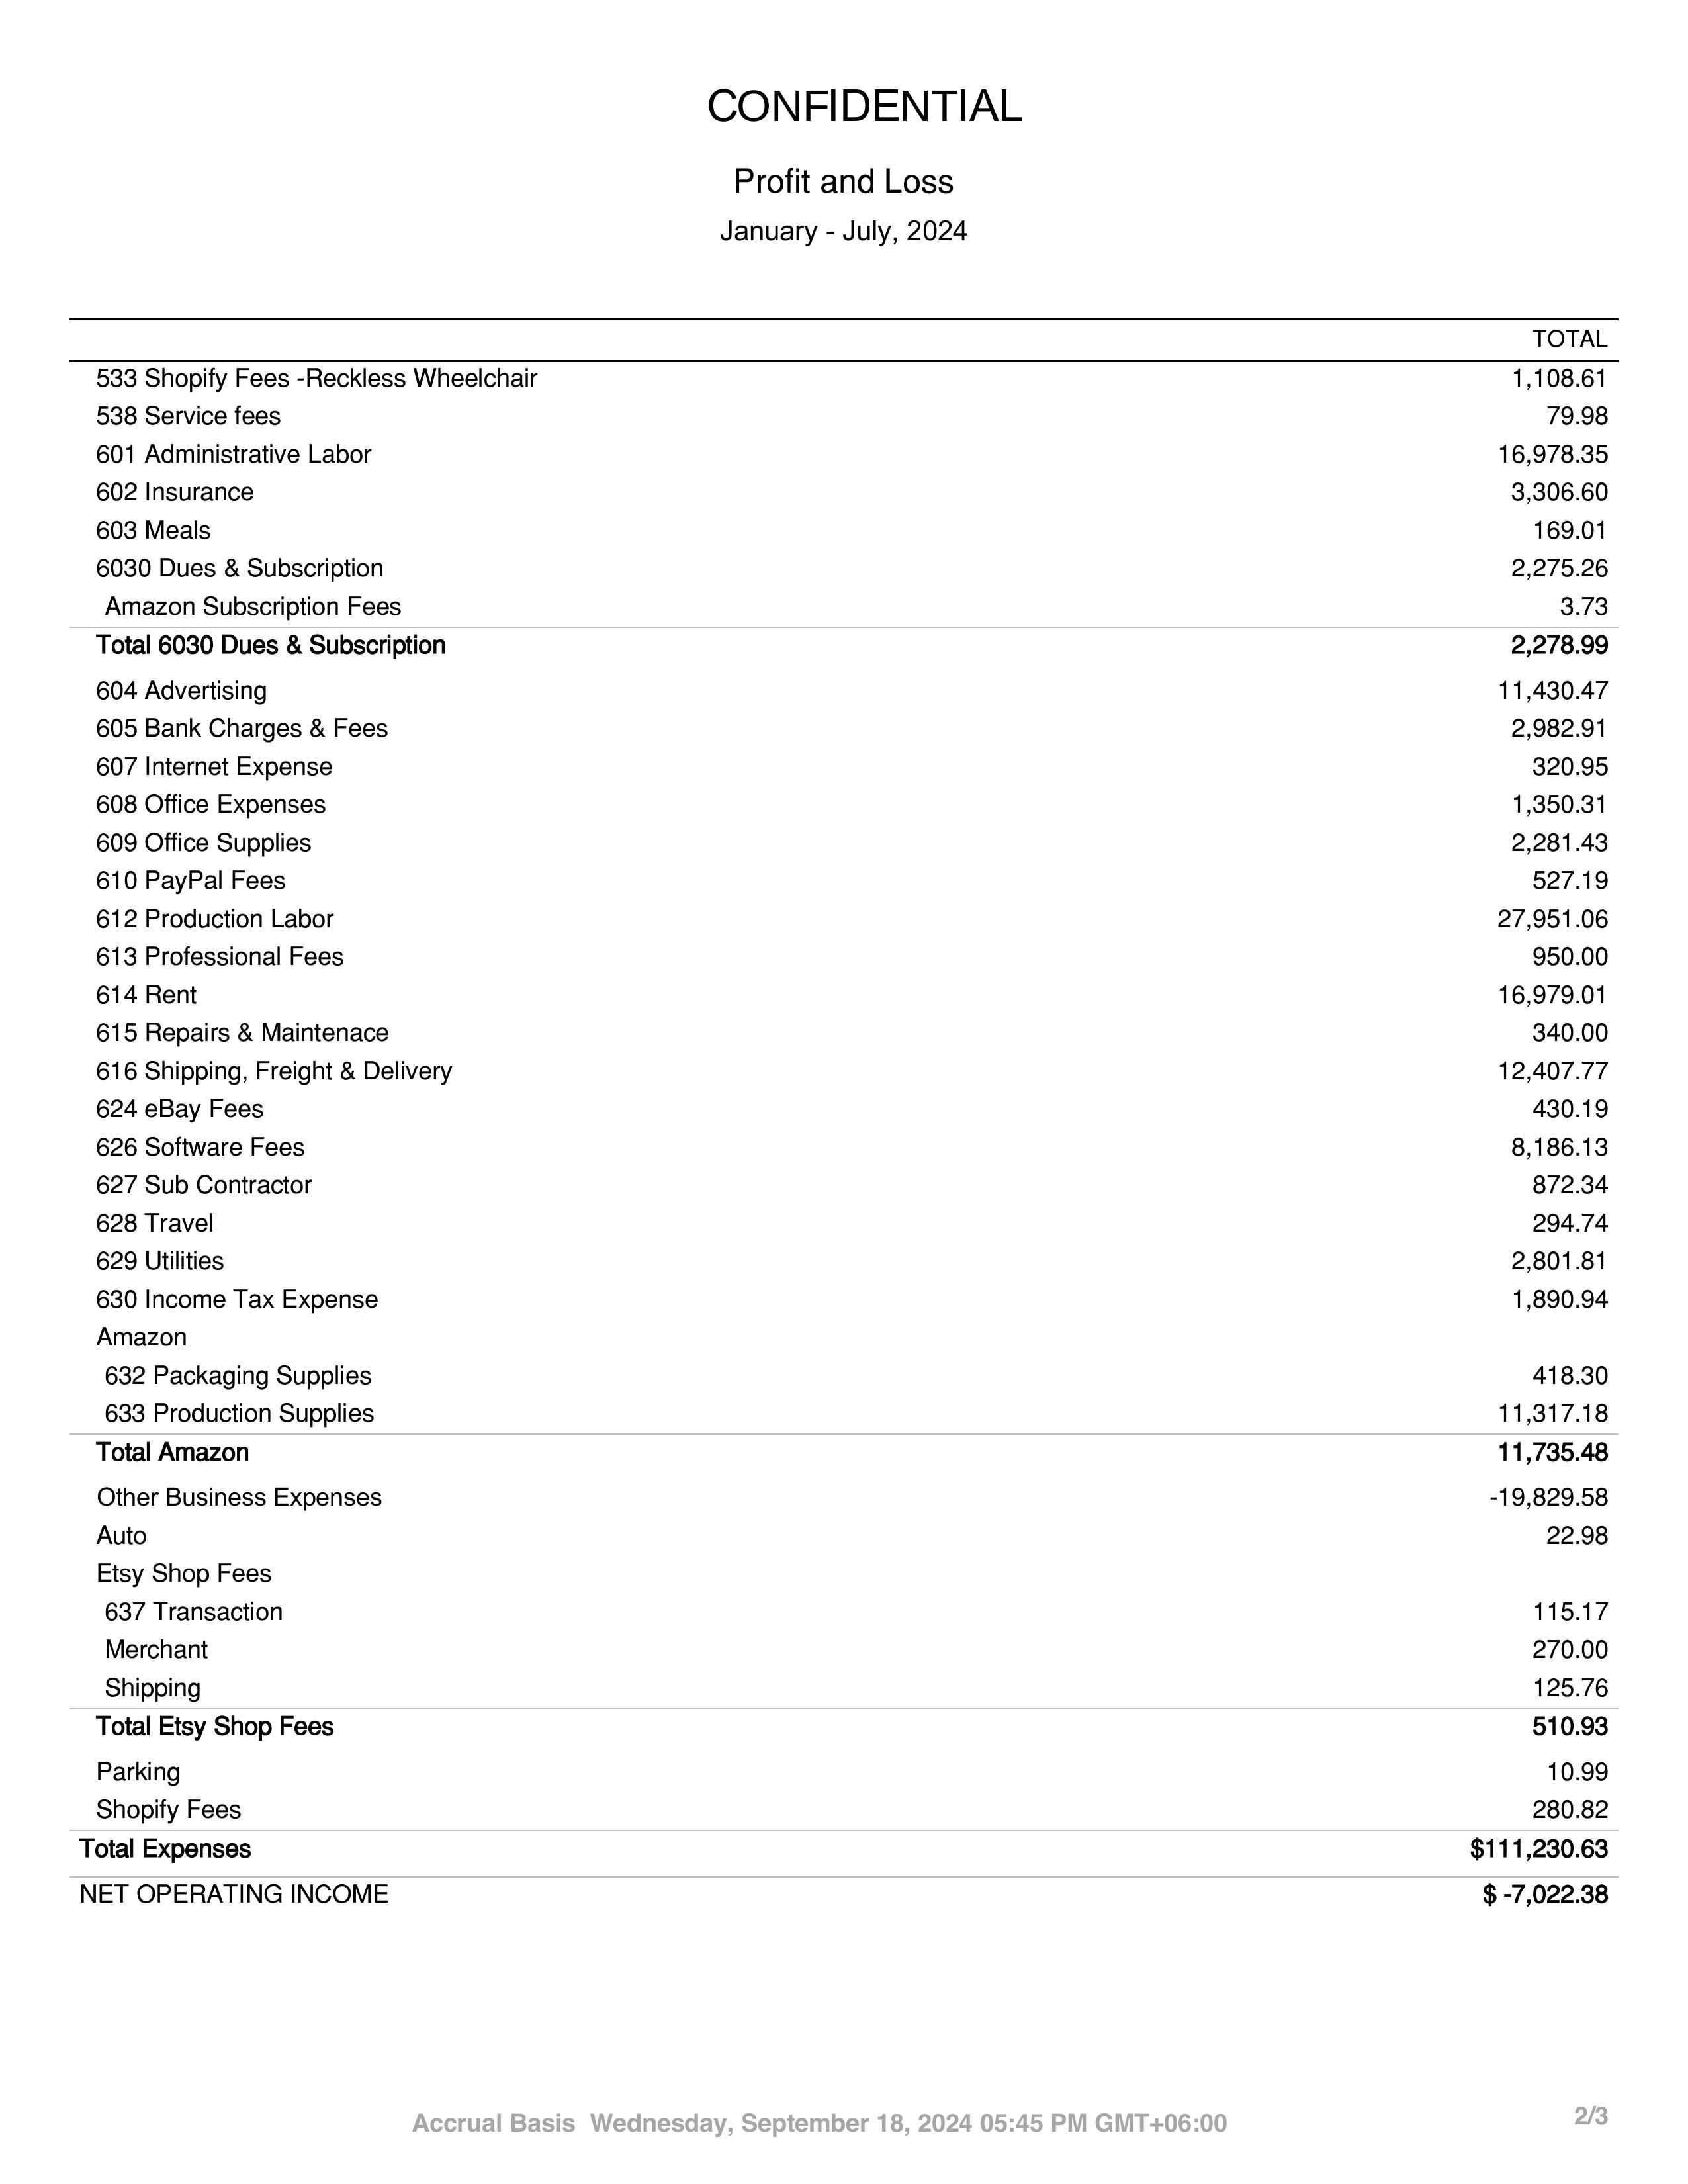 CONFIDENTIAL
Profit and Loss
January - July, 2024
TOTAL
533 Shopify Fees -Reckless Wheelchair 1,108.61
538 Service fees 79.98
601 Administrative Labor 16,978.35
602 Insurance 3,306.60
603 Meals 169.01
6030 Dues & Subscription 2,275.26
Amazon Subscription Fees 3.73
Total 6030 Dues & Subscription 2,278.99
604 Advertising 11,430.47
605 Bank Charges & Fees 2,982.91
607 Internet Expense 320.95
608 Office Expenses 1,350.31
609 Office Supplies 2,281.43
610 PayPal Fees 527.19
612 Production Labor 27,951.06
613 Professional Fees 950.00
614 Rent 16,979.01
615 Repairs & Maintenace 340.00
616 Shipping, Freight & Delivery 12,407.77
624 eBay Fees 430.19
626 Software Fees 8,186.13
627 Sub Contractor 872.34
628 Travel 294.74
629 Utilities 2,801.81
630 Income Tax Expense 1,890.94
Amazon
632 Packaging Supplies 418.30
633 Production Supplies 11,317.18
Total Amazon 11,735.48
Other Business Expenses -19,829.58
Auto 22.98
Etsy Shop Fees
637 Transaction 115.17
Merchant 270.00
Shipping 125.76
Total Etsy Shop Fees 510.93
Parking 10.99
Shopify Fees 280.82
Total Expenses $111,230.63
NET OPERATING INCOME $ -7,022.38
Accrual Basis Wednesday, September 18, 2024 05:45 PM GMT+06:00 2/3